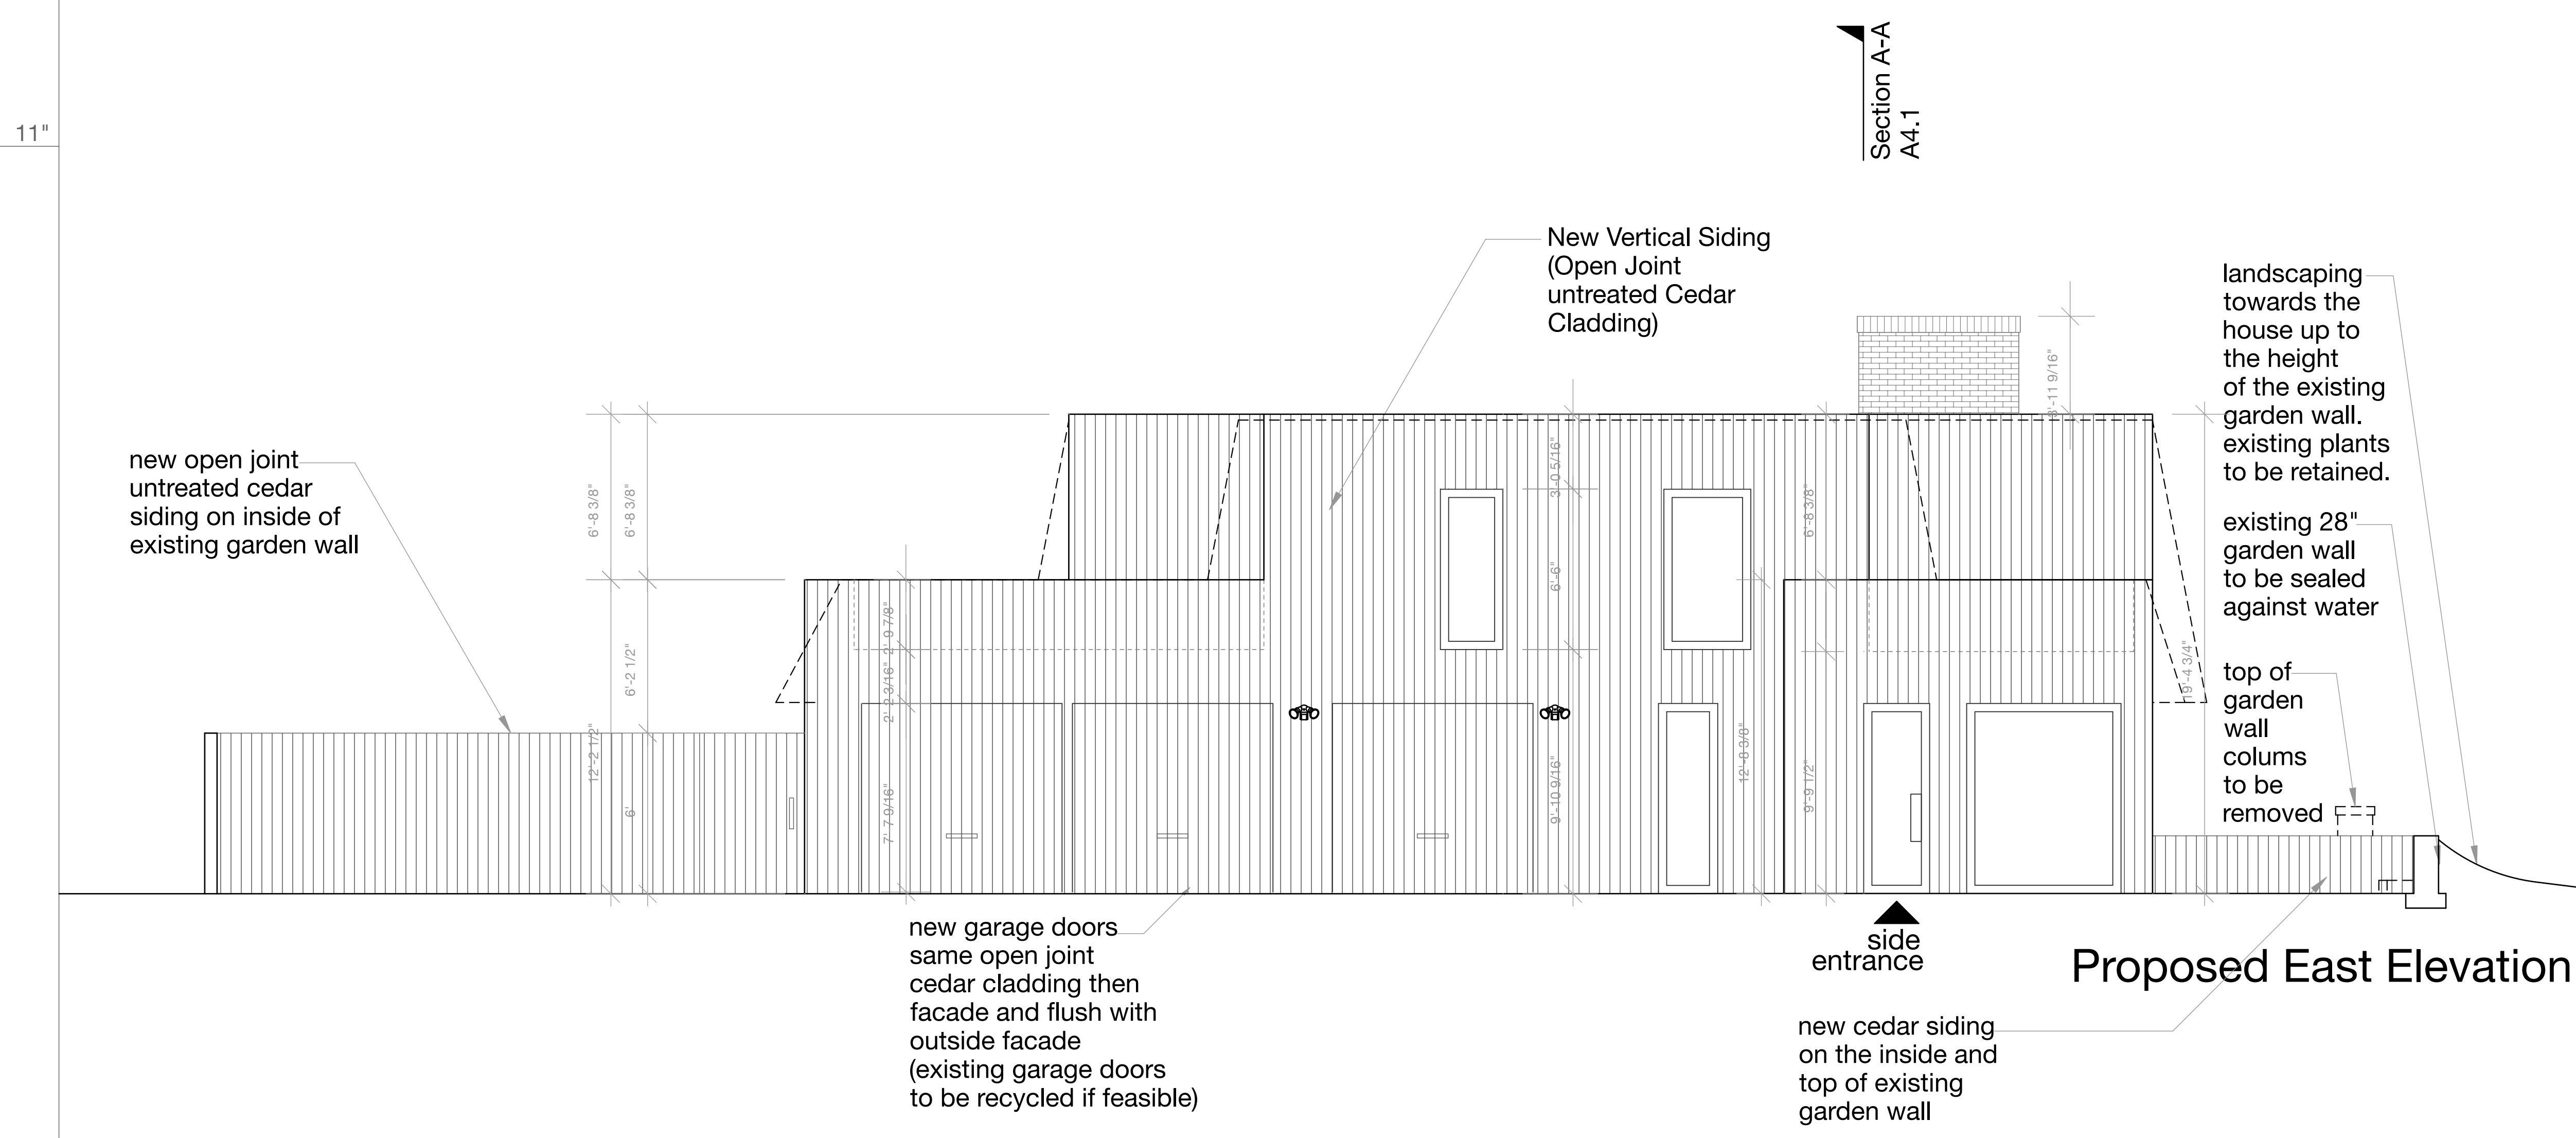 11"
Section A-A
A4.1
New Vertical Siding
(Open Joint
untreated Cedar
Cladding)
landscaping
towards the
house up to
the height
of the existing
garden wall.
existing plants
to be retained.
existing 28"
garden wall
to be sealed
against water
top of
garden
wall
colums
to be
removed
new open joint
untreated cedar
siding on inside of
existing garden wall
6'-8 3/8"
6'-8 3/8"
6'-2 1/2"
12'-2 1/2"
6'
2' 9 7/8"
2' 2 3/16"
7' 7 9/16"
3'-0 5/16"
6'-6"
9'-10 9/16"
12'-8 3/8"
6'-8 3/8"
9'-9 1/2"
3'-11 9/16"
19'-4 3/4"
side
entrance
Proposed East Elevation
new garage doors
same open joint
cedar cladding then
facade and flush with
outside facade
(existing garage doors
to be recycled if feasible)
new cedar siding
on the inside and
top of existing
garden wall